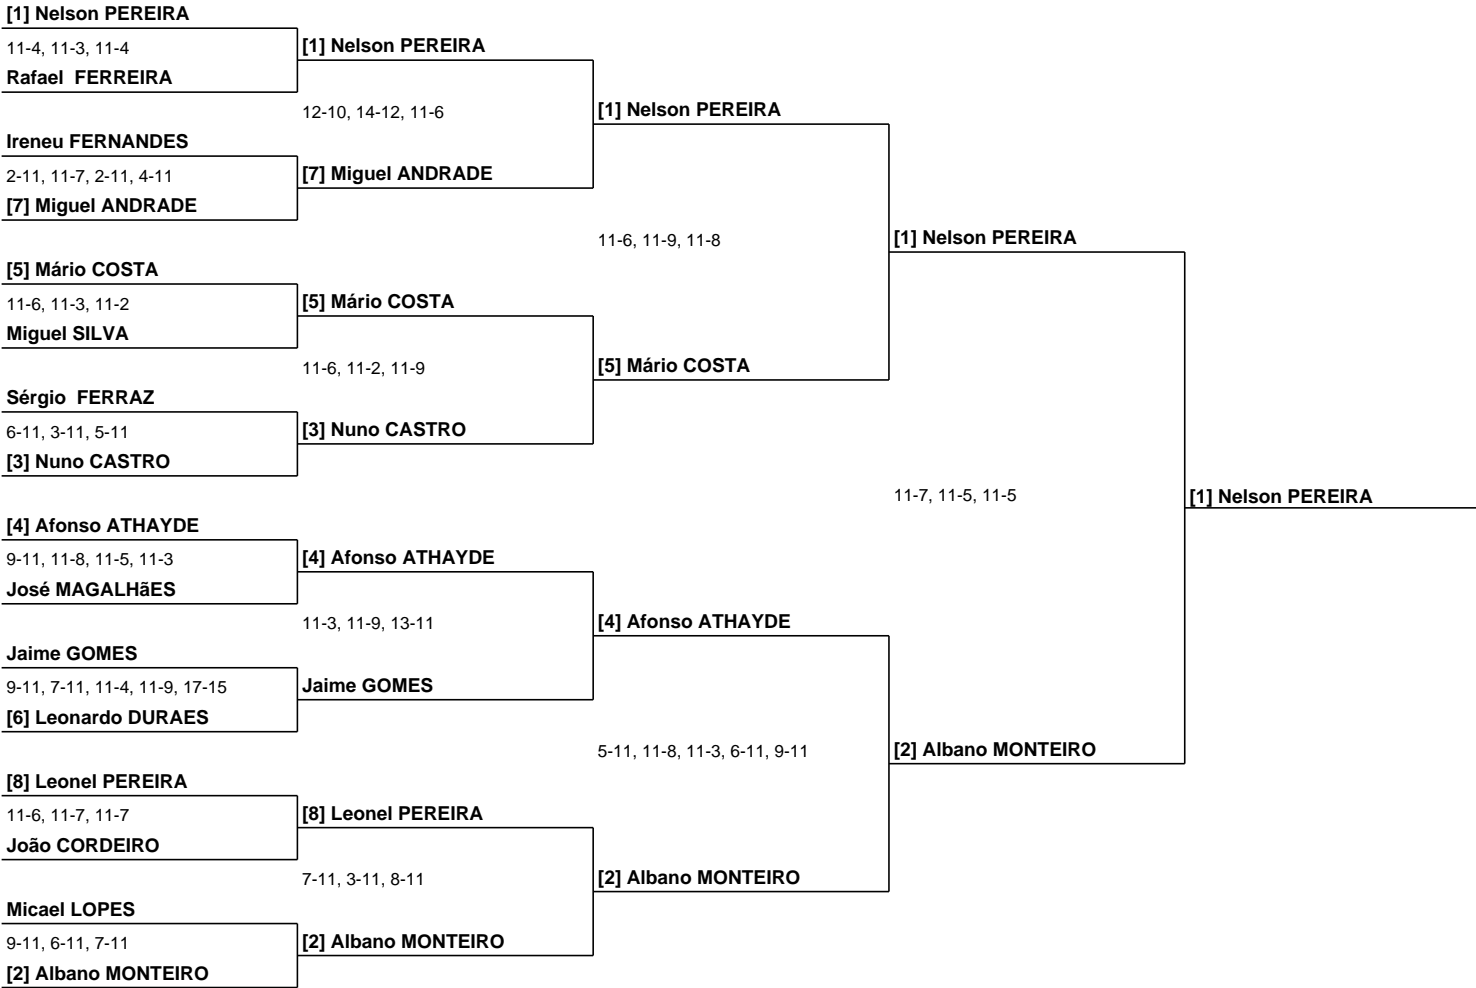 [1] Nelson PEREIRA
11-4, 11-3, 11-4
Rafael  FERREIRA
Ireneu FERNANDES
2-11, 11-7, 2-11, 4-11
[7] Miguel ANDRADE
[5] Mário COSTA
11-6, 11-3, 11-2
Miguel SILVA
Sérgio  FERRAZ
6-11, 3-11, 5-11
[3] Nuno CASTRO
[4] Afonso ATHAYDE
9-11, 11-8, 11-5, 11-3
José MAGALHãES
Jaime GOMES
9-11, 7-11, 11-4, 11-9, 17-15
[6] Leonardo DURAES
[8] Leonel PEREIRA
11-6, 11-7, 11-7
João CORDEIRO
Micael LOPES
9-11, 6-11, 7-11
[2] Albano MONTEIRO
[1] Nelson PEREIRA
12-10, 14-12, 11-6
[7] Miguel ANDRADE
[5] Mário COSTA
11-6, 11-2, 11-9
[3] Nuno CASTRO
[4] Afonso ATHAYDE
11-3, 11-9, 13-11
Jaime GOMES
[8] Leonel PEREIRA
7-11, 3-11, 8-11
[2] Albano MONTEIRO
[1] Nelson PEREIRA
11-6, 11-9, 11-8
[5] Mário COSTA
[4] Afonso ATHAYDE
5-11, 11-8, 11-3, 6-11, 9-11
[2] Albano MONTEIRO
[1] Nelson PEREIRA
11-7, 11-5, 11-5
[2] Albano MONTEIRO
[1] Nelson PEREIRA